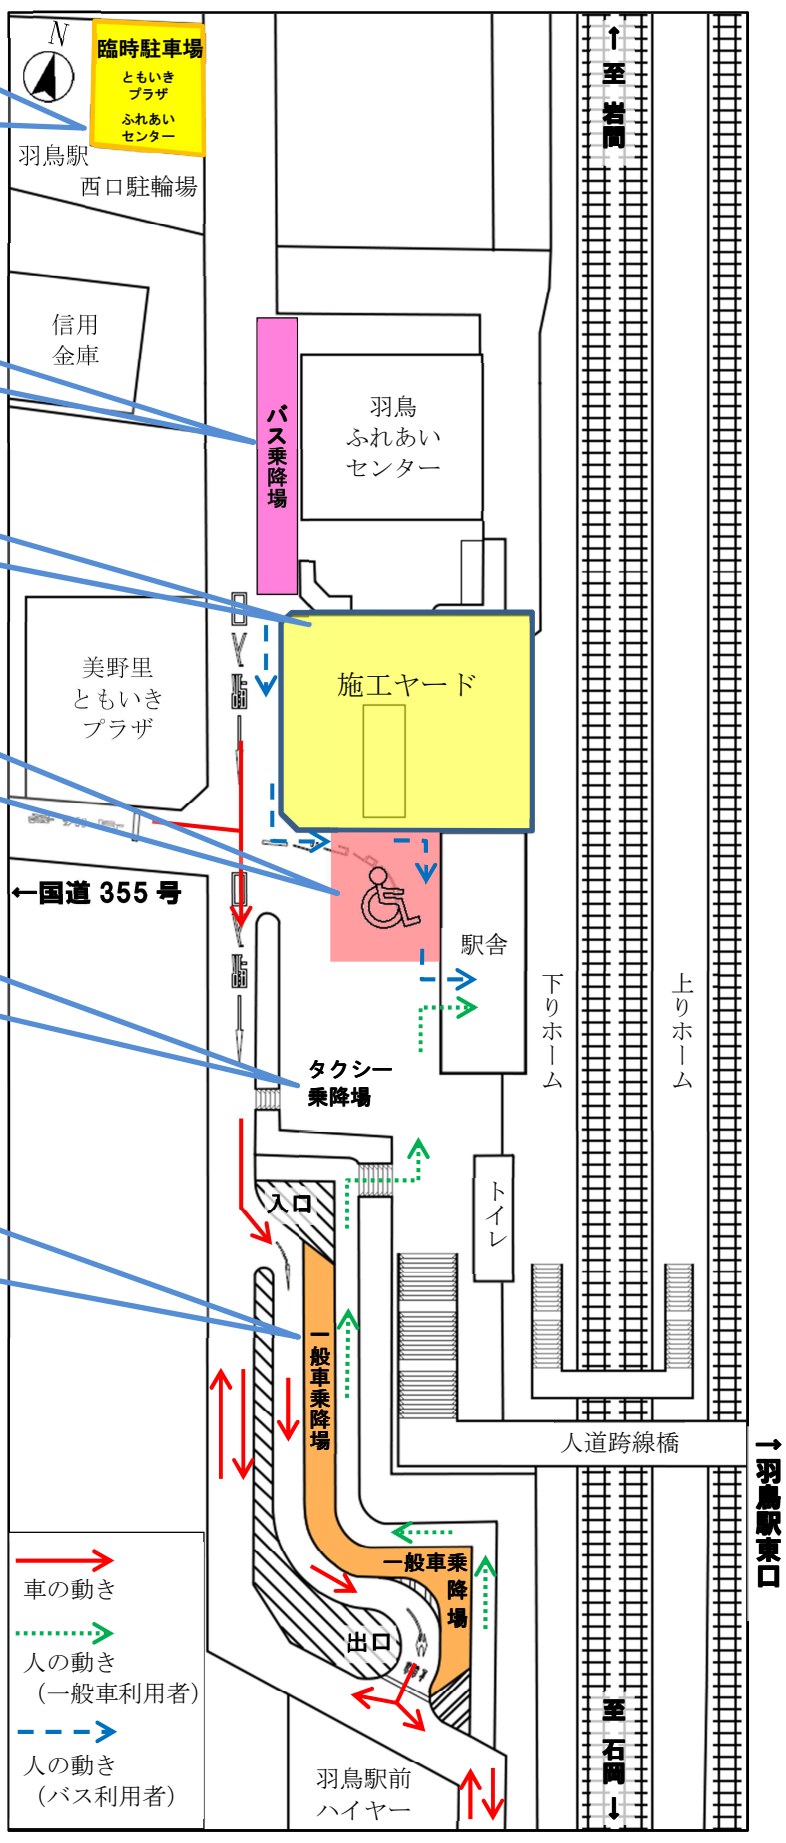 N
臨時駐車場
ともいき
プラザ
ふれあい
センター
羽鳥駅
西口駐輪場
↑至 岩間
信用
金庫
バス乗降場
羽鳥
ふれあい
センター
美野里
ともいき
プラザ
施工ヤード
←国道 355 号
駅舎
下りホーム
上りホーム
タクシー
乗降場
入口
トイレ
一般車乗降場
人道跨線橋
→羽鳥駅東口
一般車乗
降
場
出口
車の動き
人の動き
（一般車利用者）
人の動き
（バス利用者）
羽鳥駅前
ハイヤー
至 石岡→